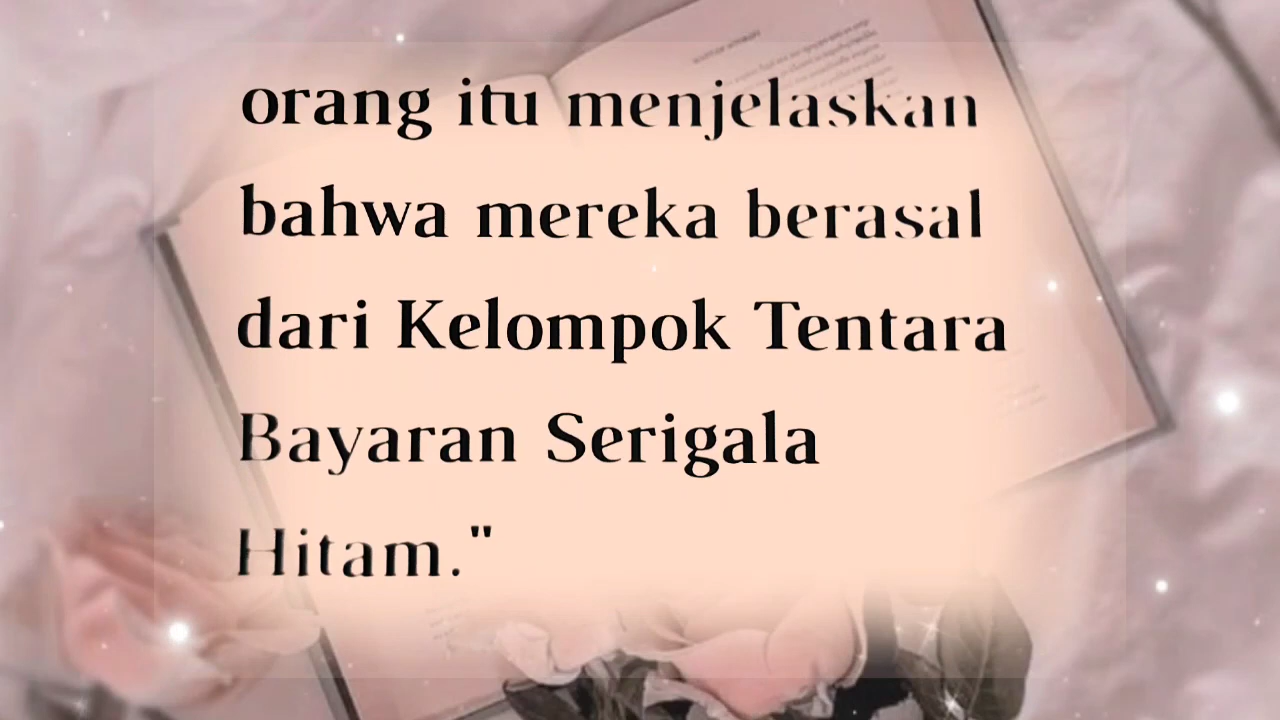 orang itu menjelaskan
bahwa mereka berasal
dari Kelompok Tentara
Bayaran Serigala
Hitam."